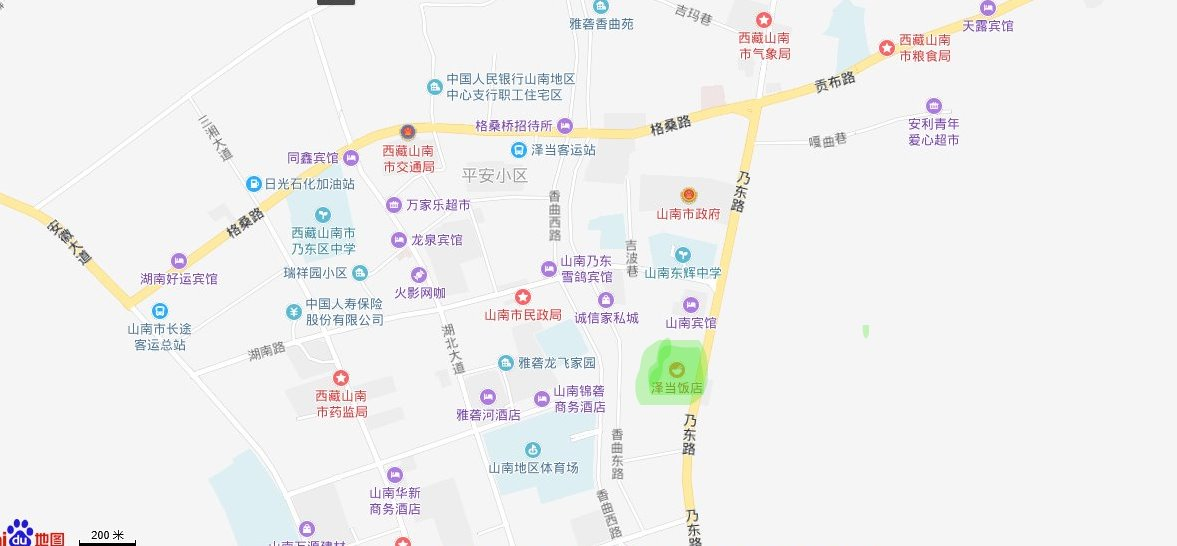 吉玛巷
天露宾馆
雅砻香曲苑
西藏山南
市气象局
西藏山南
市粮食局
中国人民银行山南地区
中心支行职工住宅区
贡布路
安利青年
爱心超市
三湘大道
格桑桥招待所
格桑路
嘎曲巷
西藏山南
市交通局
泽当客运站
同鑫宾馆
平安小区
日光石化加油站
乃东路
万家乐超市
香曲西路
山南市政府
格桑路
安徽大道
西藏山南市
乃东区中学
龙泉宾馆
吉波巷
山南乃东
雪鸽宾馆
山南东辉中学
湖南好运宾馆
瑞祥园小区
火影网咖
中国人寿保险
股份有限公司
山南市民政局
诚信家私城
山南宾馆
山南市长途
客运总站
湖南路
湖北大道
雅砻龙飞家园
泽当饭店
西藏山南
市药监局
雅砻河酒店
山南锦砻
商务酒店
乃东路
香曲东路
山南地区体育场
山南华新
商务酒店
香曲西路
乃东路
du 地图
200 米